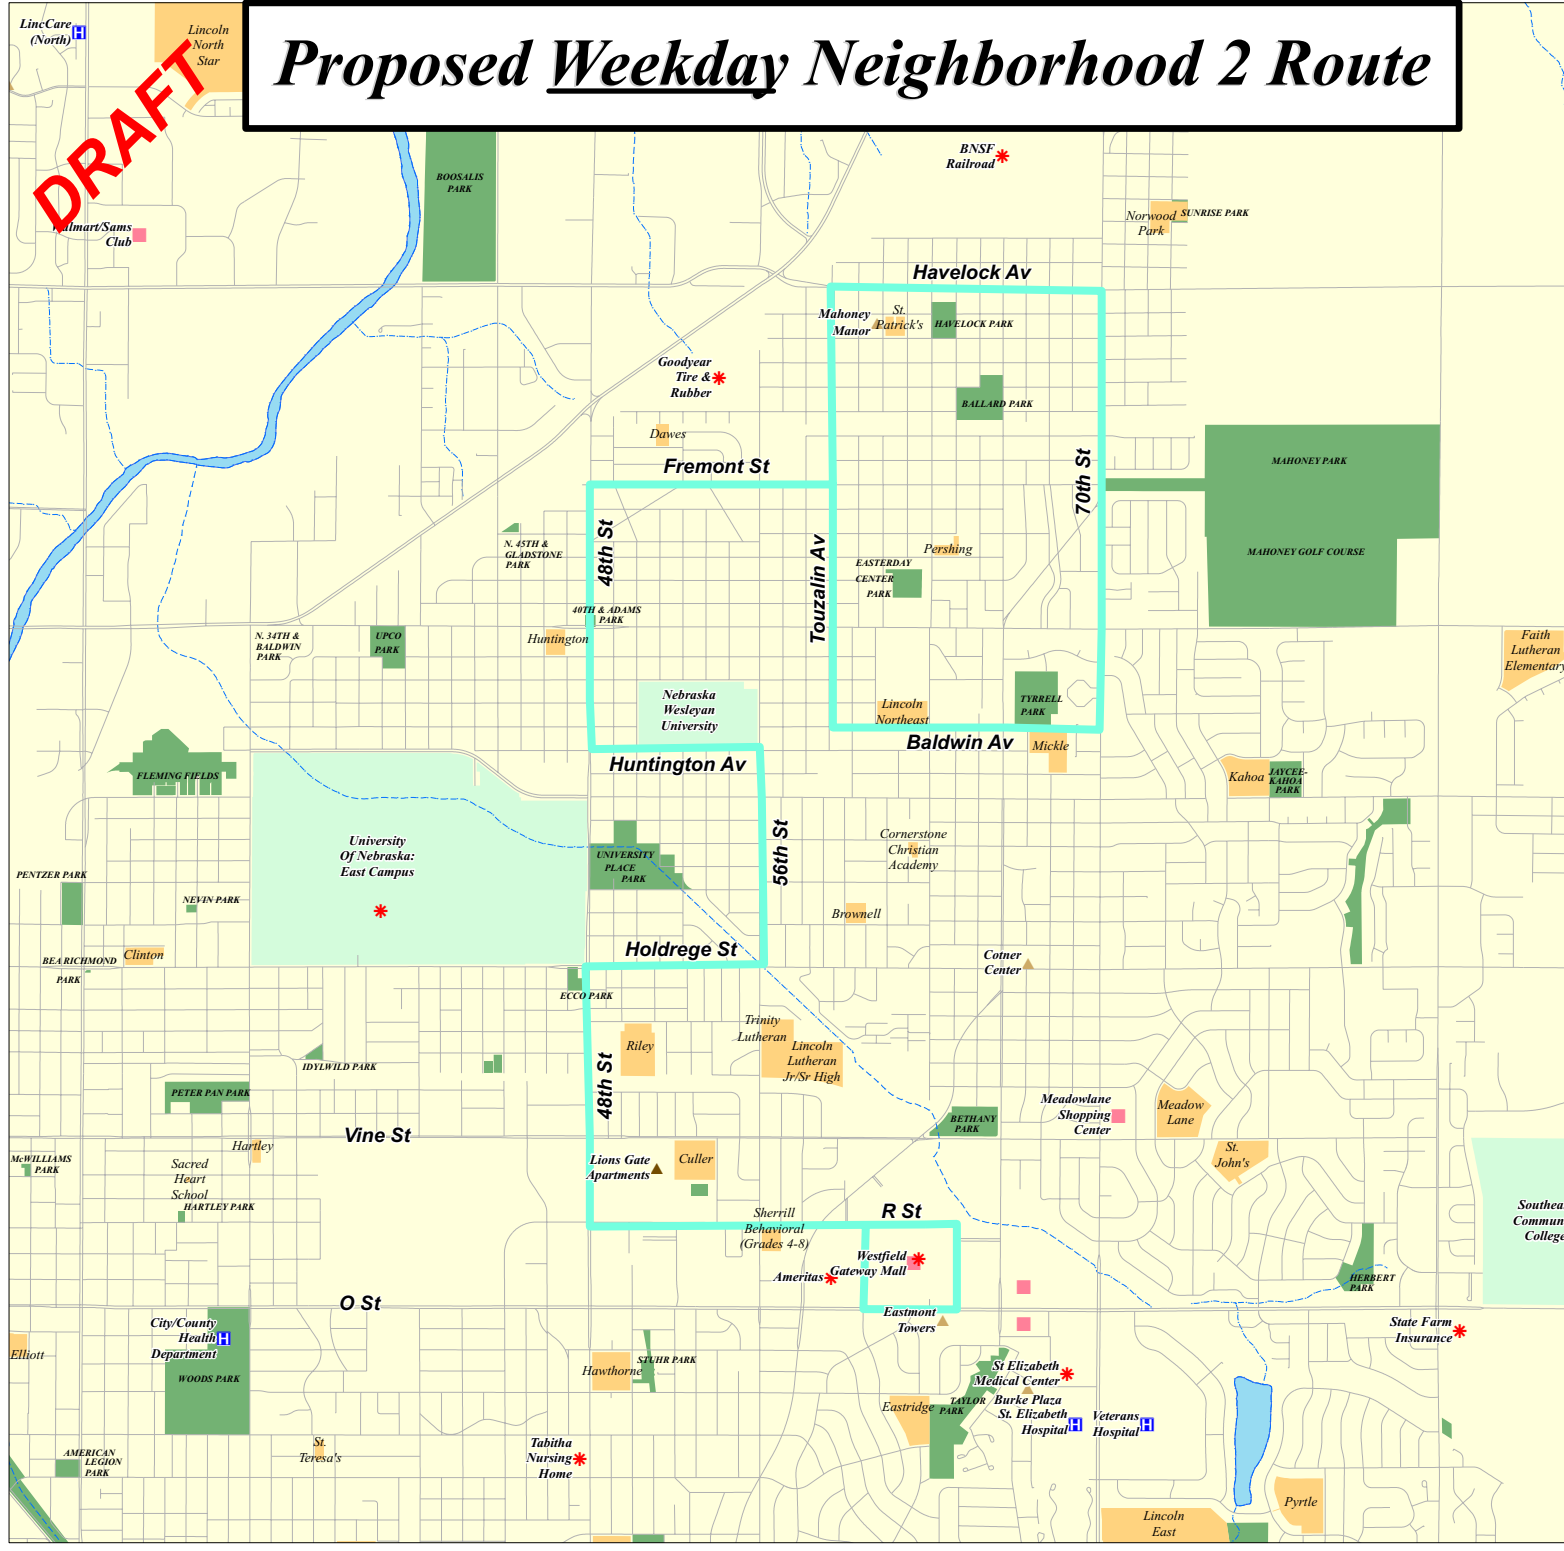 Proposed Weekday Neighborhood 2 Route
DRAFT
LincCare
(North)
H
Lincoln
North
Star
Walmart/Sams
Club
BOOSALIS
PARK
BNSF
Railroad
Norwood
Park
SUNRISE PARK
Havelock Av
Mahoney
Manor
St.
Patrick's
HAVELOCK PARK
Goodyear
Tire &
Rubber
BALLARD PARK
Dawes
Fremont St
70th St
MAHONEY PARK
MAHONEY GOLF COURSE
48th St
N. 45TH &
GLADSTONE
PARK
Touzalin Av
Pershing
EASTERDAY
CENTER
PARK
40TH & ADAMS
PARK
Huntington
N. 34TH &
BALDWIN
PARK
UPCO
PARK
Faith
Lutheran
Elementary
Nebraska
Wesleyan
University
Lincoln
Northeast
TYRRELL
PARK
Baldwin Av
Mickle
Huntington Av
FLEMING FIELDS
Kahoa
JAYCEE-
KAHOA
PARK
56th St
University
Of Nebraska:
East Campus
UNIVERSITY
PLACE
PARK
Cornerstone
Christian
Academy
PENTZER PARK
NEVIN PARK
Brownell
Holdrege St
Clinton
BEA RICHMOND
PARK
Cotner
Center
ECCO PARK
Trinity
Lutheran
Riley
Lincoln
Lutheran
Jr/Sr High
IDYLWILD PARK
48th St
PETER PAN PARK
Meadowlane
Shopping
Center
Meadow
Lane
BETHANY
PARK
Vine St
Hartley
McWILLIAMS
PARK
Sacred
Heart
School
Lions Gate
Apartments
Culler
St.
John's
HARTLEY PARK
R St
Sherrill
Behavioral
(Grades 4-8)
Southea
Commun
College
Westfield
Gateway Mall
Ameritas
HERBERT
PARK
O St
Eastmont
Towers
City/County
Health
Department
H
State Farm
Insurance
Elliott
WOODS PARK
Hawthorne
STUHR PARK
St Elizabeth
Medical Center
Burke Plaza
St. Elizabeth
Hospital
H
Veterans
Hospital
H
Eastridge
TAYLOR
PARK
St.
Teresa's
Tabitha
Nursing
Home
AMERICAN
LEGION
PARK
Pyrtle
Lincoln
East